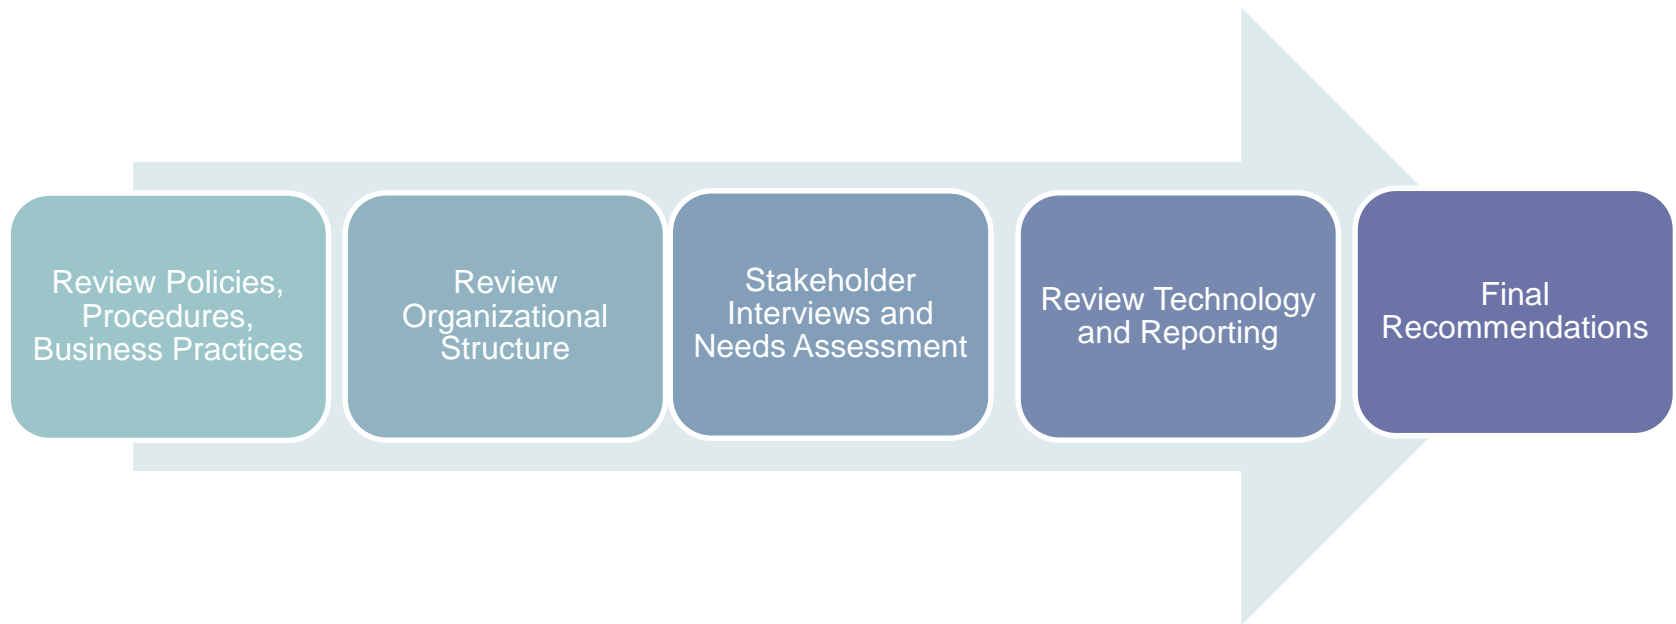 Review Policies,
Procedures,
Business Practices
Review
Organizational
Structure
Stakeholder
Interviews and
Needs Assessment
Review Technology
and Reporting
Final
Recommendations